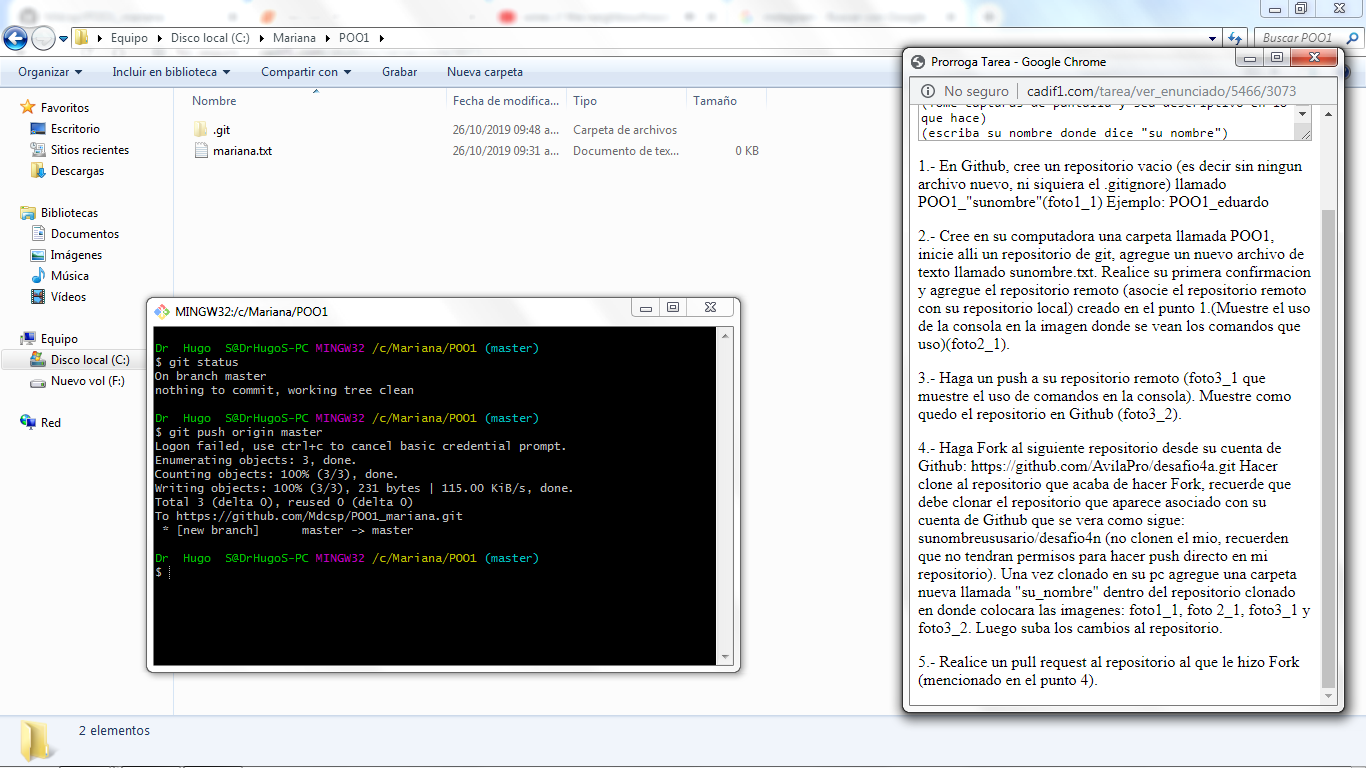 Equipo
Disco local (C:)
Mariana
POO1
Buscar POO1
Organizar
Incluir en biblioteca
Compartir con
Grabar
Nueva carpeta
Favoritos
Escritorio
Sitios recientes
Descargas
Bibliotecas
Documentos
Imágenes
Música
Vídeos
Equipo
Disco local (C:)
Nuevo vol (F:)
Red
Nombre Fecha de modifica... Tipo Tamaño
.git 26/10/2019 09:48 a... Carpeta de archivos
mariana.txt 26/10/2019 09:31 a... Documento de tex... 0 KB
MINGW32:/c/Mariana/POO1
Dr Hugo S@DrHugoS-PC MINGW32 /c/Mariana/POO1 (master)
$ git status
On branch master
nothing to commit, working tree clean
Dr Hugo S@DrHugoS-PC MINGW32 /c/Mariana/POO1 (master)
$ git push origin master
Logon failed, use ctrl+c to cancel basic credential prompt.
Enumerating objects: 3, done.
Counting objects: 100% (3/3), done.
Writing objects: 100% (3/3), 231 bytes | 115.00 KiB/s, done.
Total 3 (delta 0), reused 0 (delta 0)
To https://github.com/Mdcsp/POO1_mariana.git
* [new branch] master -> master
Dr Hugo S@DrHugoS-PC MINGW32 /c/Mariana/POO1 (master)
$
Prorroga Tarea - Google Chrome
No seguro | cadif1.com/tarea/ver_enunciado/5466/3073
que hace)
(escriba su nombre donde dice "su nombre")
1.- En Github, cree un repositorio vacio (es decir sin ningun
archivo nuevo, ni siquiera el .gitignore) llamado
POO1_"sunombre"(foto1_1) Ejemplo: POO1_eduardo
2.- Cree en su computadora una carpeta llamada POO1,
inicie alli un repositorio de git, agregue un nuevo archivo de
texto llamado sunombre.txt. Realice su primera confirmacion
y agregue el repositorio remoto (asocie el repositorio remoto
con su repositorio local) creado en el punto 1.(Muestre el uso
de la consola en la imagen donde se vean los comandos que
uso)(foto2_1).
3.- Haga un push a su repositorio remoto (foto3_1 que
muestre el uso de comandos en la consola). Muestre como
quedo el repositorio en Github (foto3_2).
4.- Haga Fork al siguiente repositorio desde su cuenta de
Github: https://github.com/AvilaPro/desafio4a.git Hacer
clone al repositorio que acaba de hacer Fork, recuerde que
debe clonar el repositorio que aparece asociado con su
cuenta de Github que se vera como sigue:
sunombreususario/desafio4n (no clonen el mio, recuerden
que no tendran permisos para hacer push directo en mi
repositorio). Una vez clonado en su pc agregue una carpeta
nueva llamada "su_nombre" dentro del repositorio clonado
en donde colocara las imagenes: foto1_1, foto 2_1, foto3_1 y
foto3_2. Luego suba los cambios al repositorio.
5.- Realice un pull request al repositorio al que le hizo Fork
(mencionado en el punto 4).
2 elementos